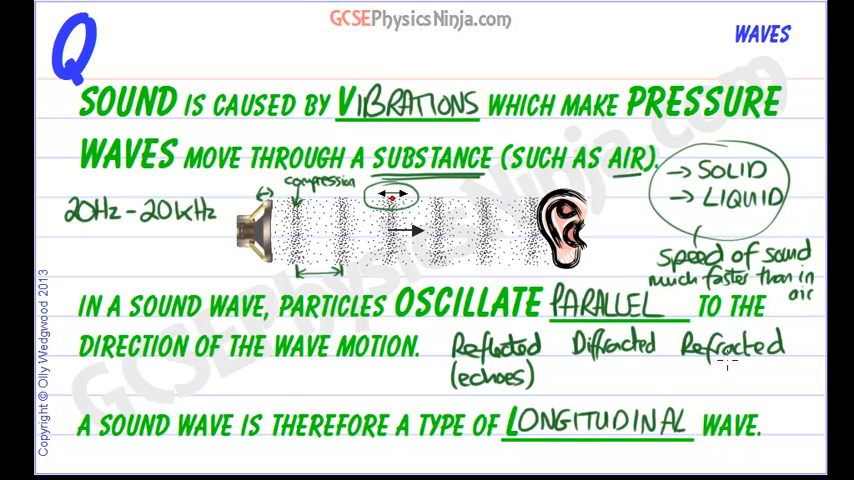 GCSEPhysicsNinja.com
Q
WAVES
SOUND IS CAUSED BY VIBRATIONS WHICH MAKE PRESSURE
WAVES MOVE THROUGH A SUBSTANCE (SUCH AS AIR).
→ SOLID
→ LIQUID
compression
20Hz - 20kHz
speed of sound
much faster than in
air
IN A SOUND WAVE, PARTICLES OSCILLATE PARALLEL TO THE
DIRECTION OF THE WAVE MOTION.
Reflected Diffracted Refracted
(echoes)
A SOUND WAVE IS THEREFORE A TYPE OF LONGITUDINAL WAVE.
Copyright © Olly Wedgwood 2013
GCSEPhysicsNinja.com